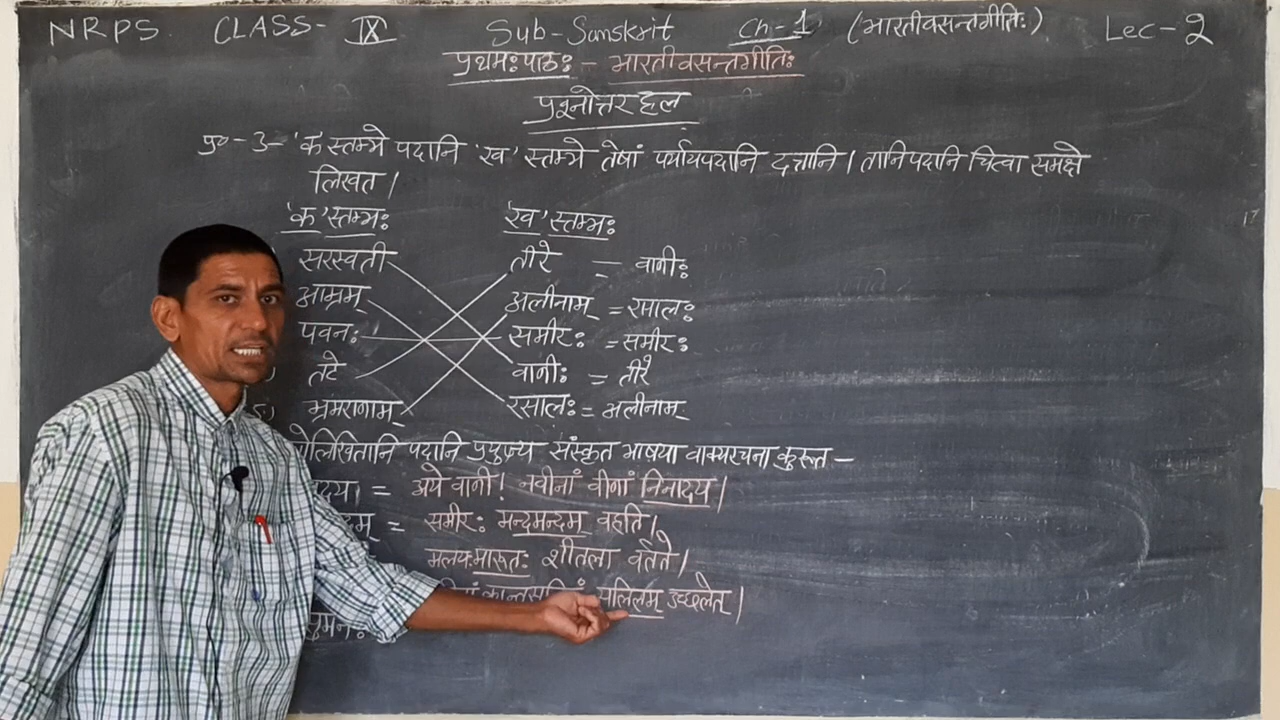 NRPS. CLASS- IX Sub-Sanskrit Ch-1 (भारतीवसन्तगीतिः) Lec-2
प्रथमःपाठः - भारतीवसन्तगीतिः
प्रश्नोत्तर हल
प्र०-3- 'क' स्तम्भे पदानि 'ख' स्तम्भे तेषां पर्यायपदानि दत्तानि। तानिपदानि चित्वा समक्षे
लिखत।
'क' स्तम्भः 'ख' स्तम्भः
सरस्वती तीरे = वाणीः
आम्रम् अलीनाम् = रसालः
पवनः समीरः = समीरः
तटे वाणीः = तीरे
भ्रमराणाम् रसालः = अलीनाम्
लिखितानि पदानि प्रयुज्य संस्कृत भाषया वाक्यरचना कुरूत-
= अये वाणी! नवीनां वीणां निनादय।
= समीरः मन्दमन्दम् वहति।
मलयमारूतः शीतला वर्तते।
सलिलम् उच्छलेत्।
सुमनः